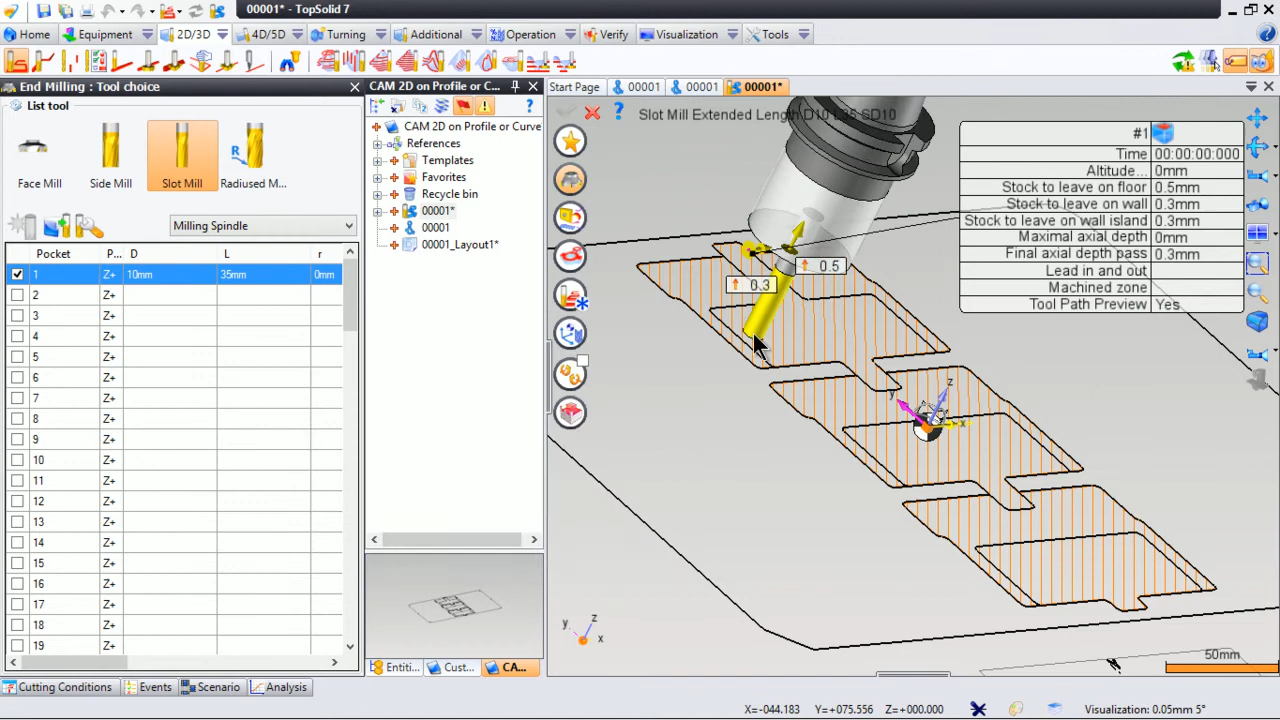 00001* - TopSolid 7
Home
Equipment
2D/3D
4D/5D
Turning
Additional
Operation
Verify
Visualization
Tools
End Milling : Tool choice
List tool
Face Mill
Side Mill
Slot Mill
Radiused M...
R
Milling Spindle
Pocket P... D L r
1 Z+ 10mm 35mm 0mm
2 Z+
3 Z+
4 Z+
5 Z+
6 Z+
7 Z+
8 Z+
9 Z+
10 Z+
11 Z+
12 Z+
13 Z+
14 Z+
15 Z+
16 Z+
17 Z+
18 Z+
19 Z+
CAM 2D on Profile or C...
CAM 2D on Profile or Curve
References
Templates
Favorites
Recycle bin
00001*
00001
00001_Layout1*
Entiti...
Cust...
CA...
Start Page
00001
00001
00001*
Slot Mill Extended Length D10 L35 SD10
#1
Time 00:00:00:000
Altitude... 0mm
Stock to leave on floor 0.5mm
Stock to leave on wall 0.3mm
Stock to leave on wall island 0.3mm
Maximal axial depth 0mm
Final axial depth pass 0.3mm
Lead in and out
Machined zone
Tool Path Preview Yes
0.5
0.3
z
y
x
z
y
x
50mm
Cutting Conditions
Events
Scenario
Analysis
X=-044.183 Y=+075.556 Z=+000.000
Visualization: 0.05mm 5°